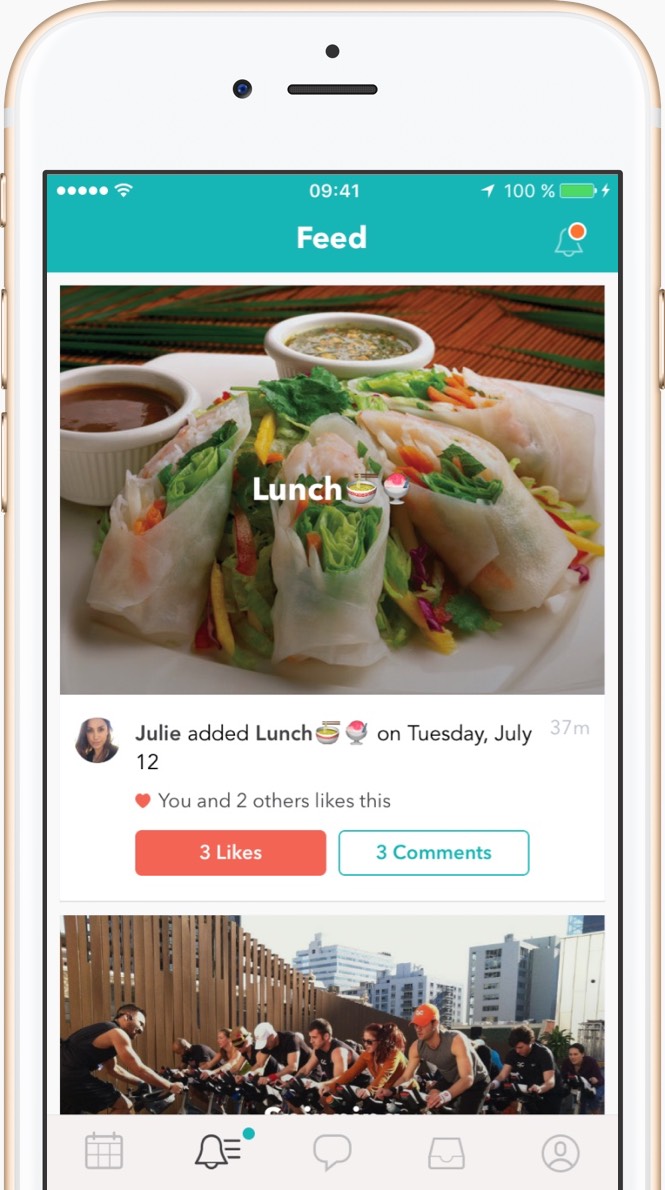 09:41
100 %
Feed
Lunch🍜🍧
Julie added Lunch🍜🍧 on Tuesday, July
37m
12
You and 2 others likes this
3 Likes
3 Comments
Spinning